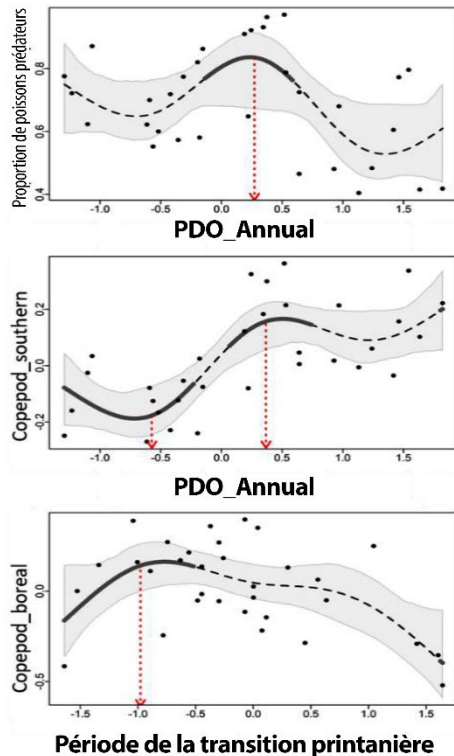 Proportion de poissons prédateurs
0.8
0.6
0.4
-1.0 -0.5 0.0 0.5 1.0 1.5
PDO_Annual
Copepod_southern
0.2
0.0
-0.2
-1.0 -0.5 0.0 0.5 1.0 1.5
PDO_Annual
Copepod_boreal
0.0
-0.5
-1.5 -1.0 -0.5 0.0 0.5 1.0 1.5
Période de la transition printanière